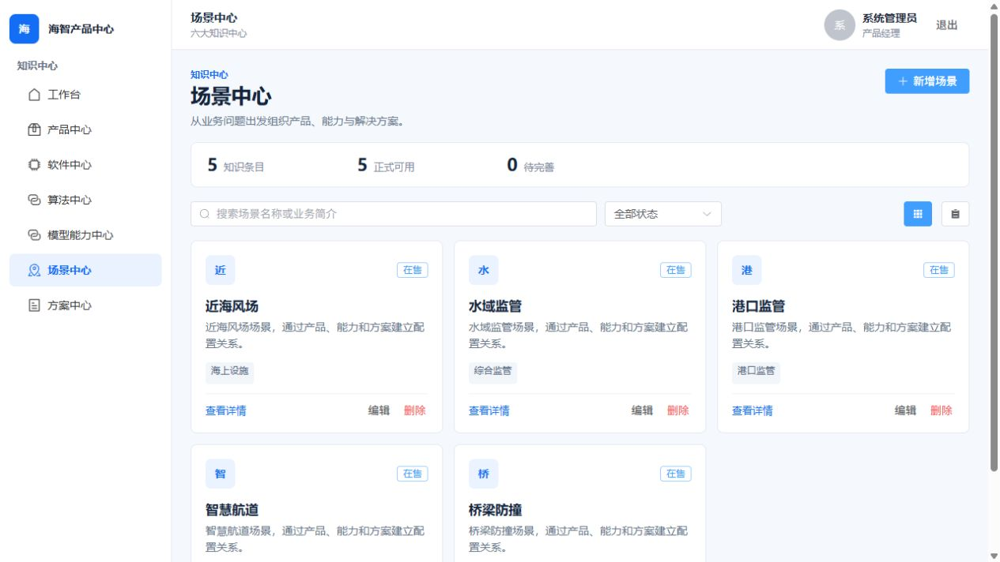 海
海智产品中心
知识中心
工作台
产品中心
软件中心
算法中心
模型能力中心
场景中心
方案中心
场景中心
六大知识中心
系
系统管理员
产品经理
退出
知识中心
场景中心
从业务问题出发组织产品、能力与解决方案。
新增场景
5 知识条目
5 正式可用
0 待完善
搜索场景名称或业务简介
全部状态
近
在售
近海风场
近海风场场景，通过产品、能力和方案建立配
置关系。
海上设施
查看详情 编辑 删除
水
在售
水域监管
水域监管场景，通过产品、能力和方案建立配
置关系。
综合监管
查看详情 编辑 删除
港
在售
港口监管
港口监管场景，通过产品、能力和方案建立配
置关系。
港口监管
查看详情 编辑 删除
智
在售
智慧航道
智慧航道场景，通过产品、能力和方案建立配
置关系。
桥
在售
桥梁防撞
桥梁防撞场景，通过产品、能力和方案建立配
置关系。